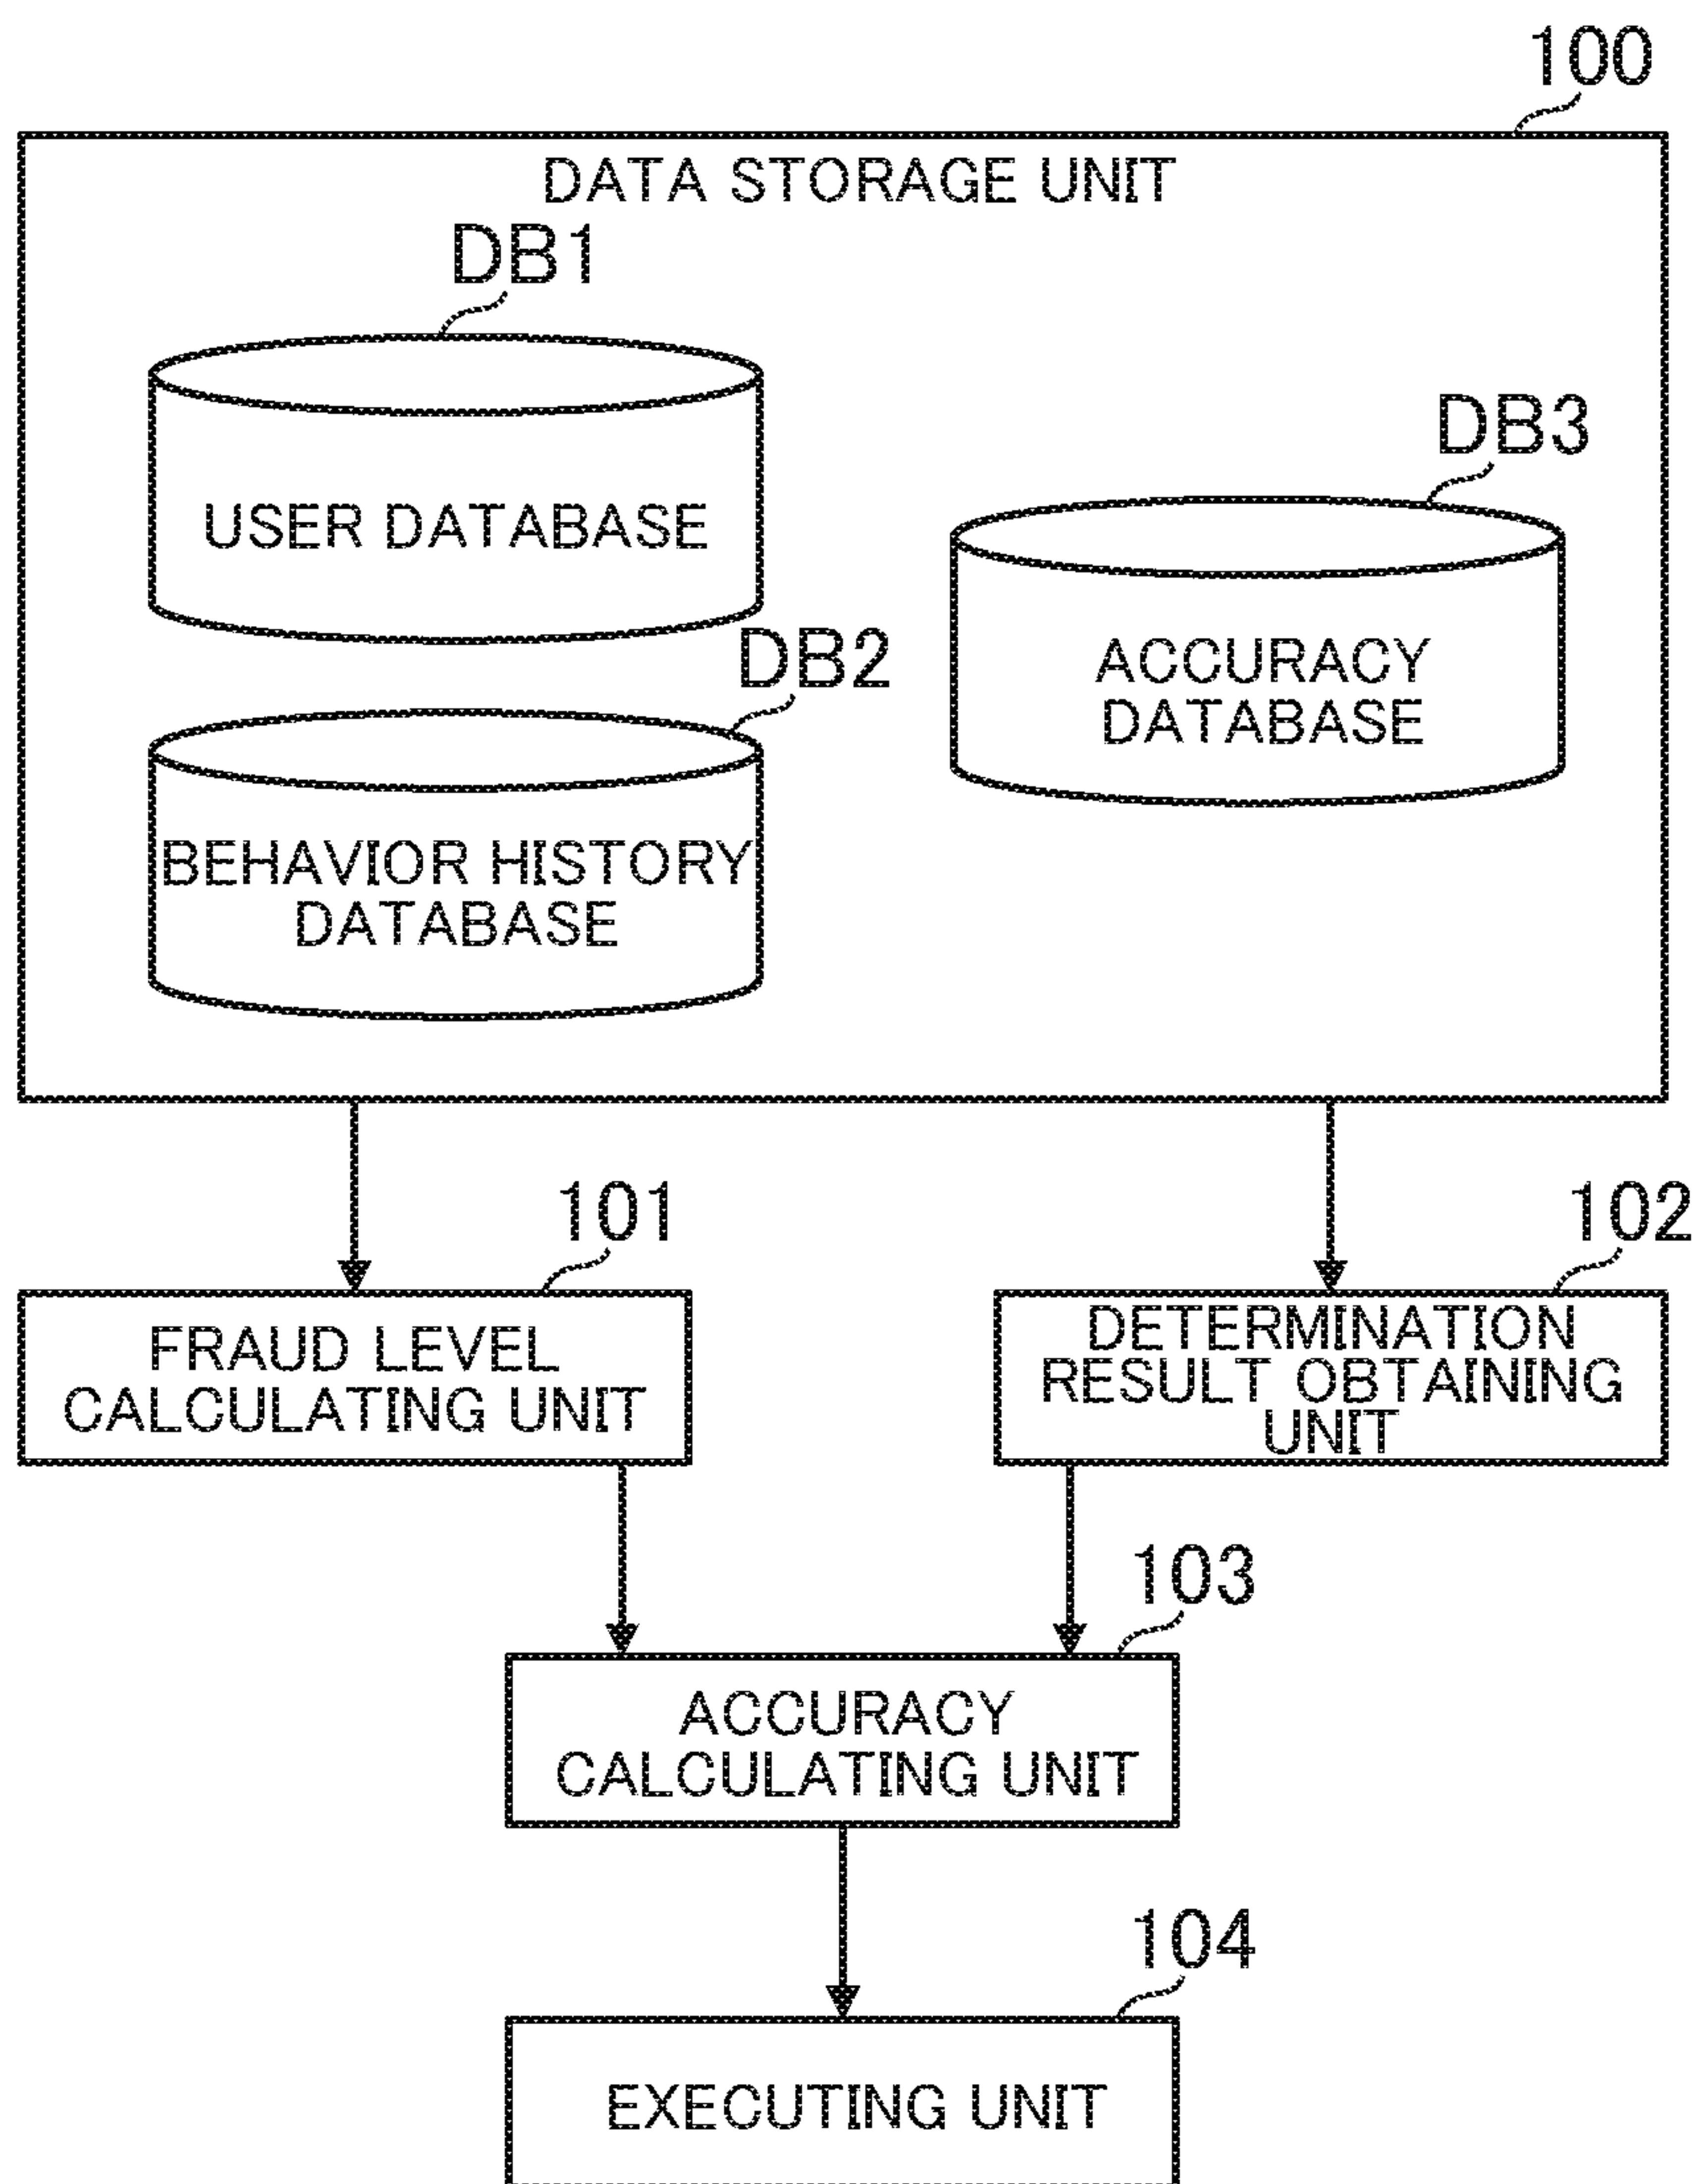 100
DATA STORAGE UNIT
DB1
USER DATABASE
DB2
BEHAVIOR HISTORY
DATABASE
DB3
ACCURACY
DATABASE
101
FRAUD LEVEL
CALCULATING UNIT
102
DETERMINATION
RESULT OBTAINING
UNIT
103
ACCURACY
CALCULATING UNIT
104
EXECUTING UNIT